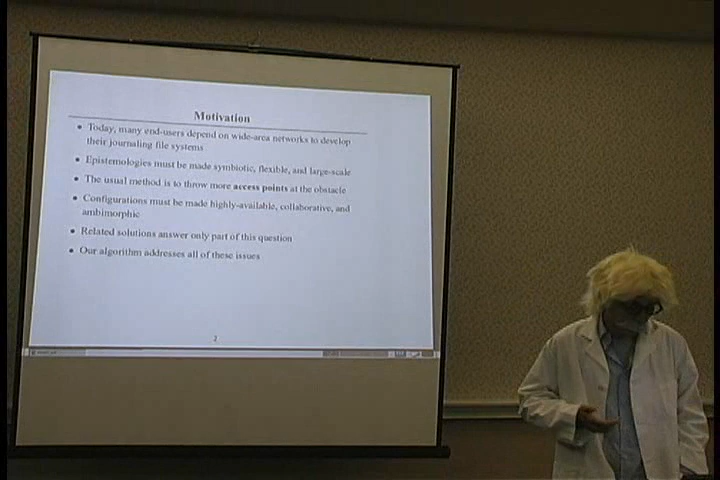 Motivation
• Today, many end-users depend on wide-area networks to develop
their journaling file systems
• Epistemologies must be made symbiotic, flexible, and large-scale
• The usual method is to throw more access points at the obstacle
• Configurations must be made highly-available, collaborative, and
ambimorphic
• Related solutions answer only part of this question
• Our algorithm addresses all of these issues
2